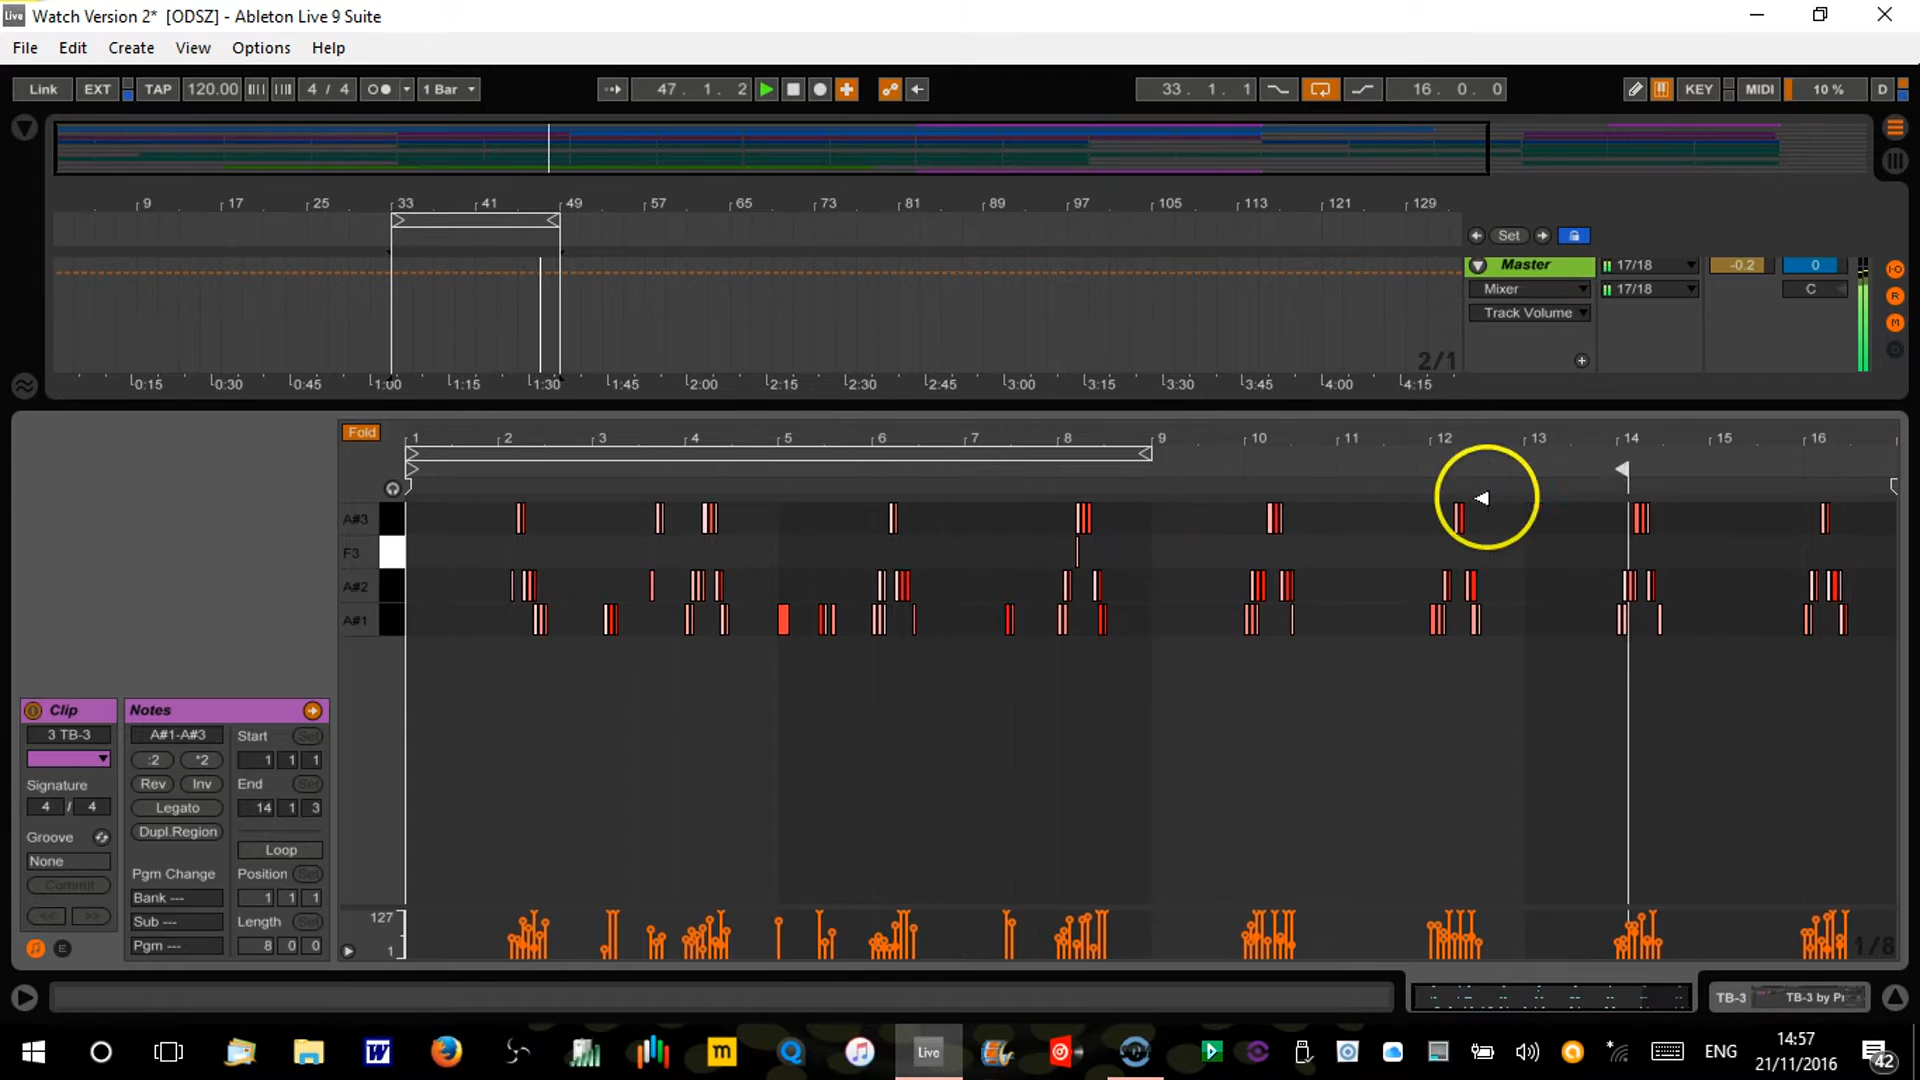 Live Watch Version 2* [ODSZ] - Ableton Live 9 Suite
File Edit Create View Options Help
Link EXT TAP 120.00 4 / 4 1 Bar 47. 1. 2 33. 1. 1 16. 0. 0 KEY MIDI 10 % D
9 17 25 33 41 49 57 65 73 81 89 97 105 113 121 129
Set
Master 17/18 -0.2 0
Mixer 17/18 C
Track Volume
2/1
0:15 0:30 0:45 1:00 1:15 1:30 1:45 2:00 2:15 2:30 2:45 3:00 3:15 3:30 3:45 4:00 4:15
Fold 1 2 3 4 5 6 7 8 9 10 11 12 13 14 15 16
A#3
F3
A#2
A#1
Clip Notes
3 TB-3 A#1-A#3 Start Set
:2 *2 1 1 1
Signature Rev Inv End Set
4 / 4 Legato 14 1 3
Groove Dupl.Region
None Loop
Commit Pgm Change Position Set
Bank --- 1 1 1
<< >> Sub --- Length Set
E Pgm --- 8 0 0
127
1
1/8
TB-3 TB-3 by
W m Live ENG 14:57
21/11/2016 42